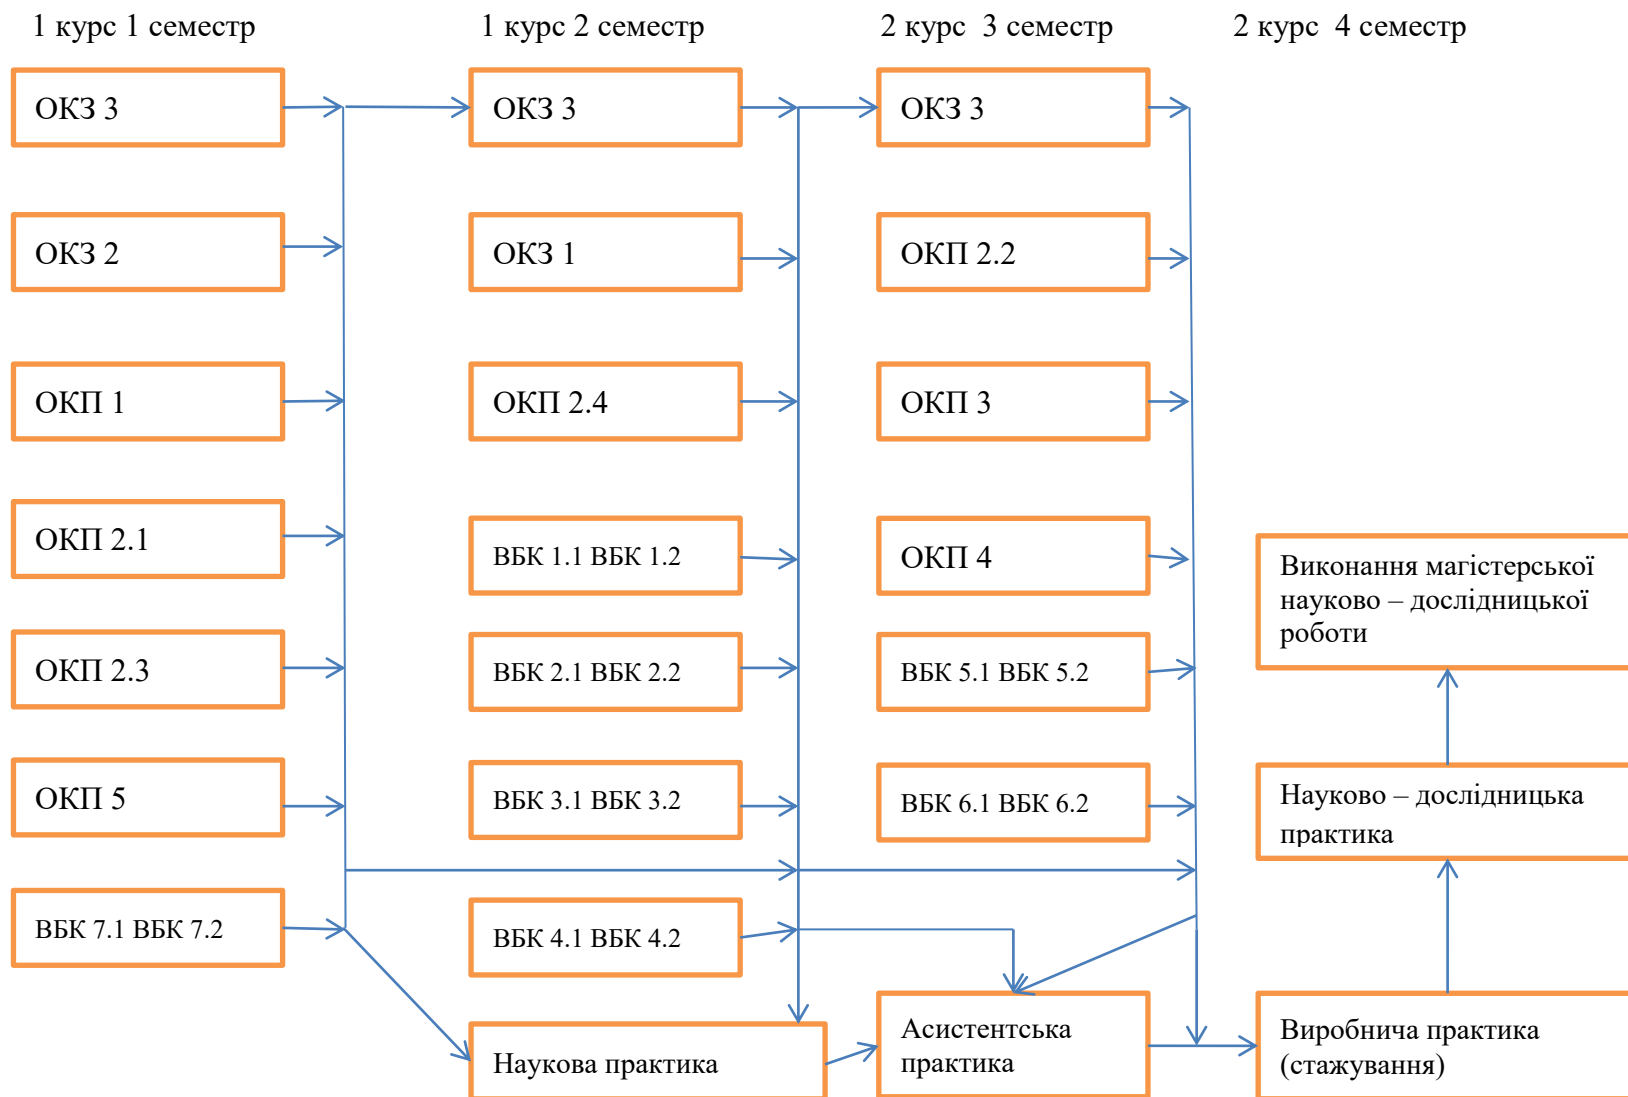 1 курс 1 семестр
1 курс 2 семестр
2 курс 3 семестр
2 курс 4 семестр
ОКЗ 3
ОКЗ 3
ОКЗ 3
ОКЗ 2
ОКЗ 1
ОКП 2.2
ОКП 1
ОКП 2.4
ОКП 3
ОКП 2.1
ВБК 1.1 ВБК 1.2
ОКП 4
Виконання магістерської
науково – дослідницької
роботи
ОКП 2.3
ВБК 2.1 ВБК 2.2
ВБК 5.1 ВБК 5.2
ОКП 5
ВБК 3.1 ВБК 3.2
ВБК 6.1 ВБК 6.2
Науково – дослідницька
практика
ВБК 7.1 ВБК 7.2
ВБК 4.1 ВБК 4.2
Наукова практика
Асистентська
практика
Виробнича практика
(стажування)